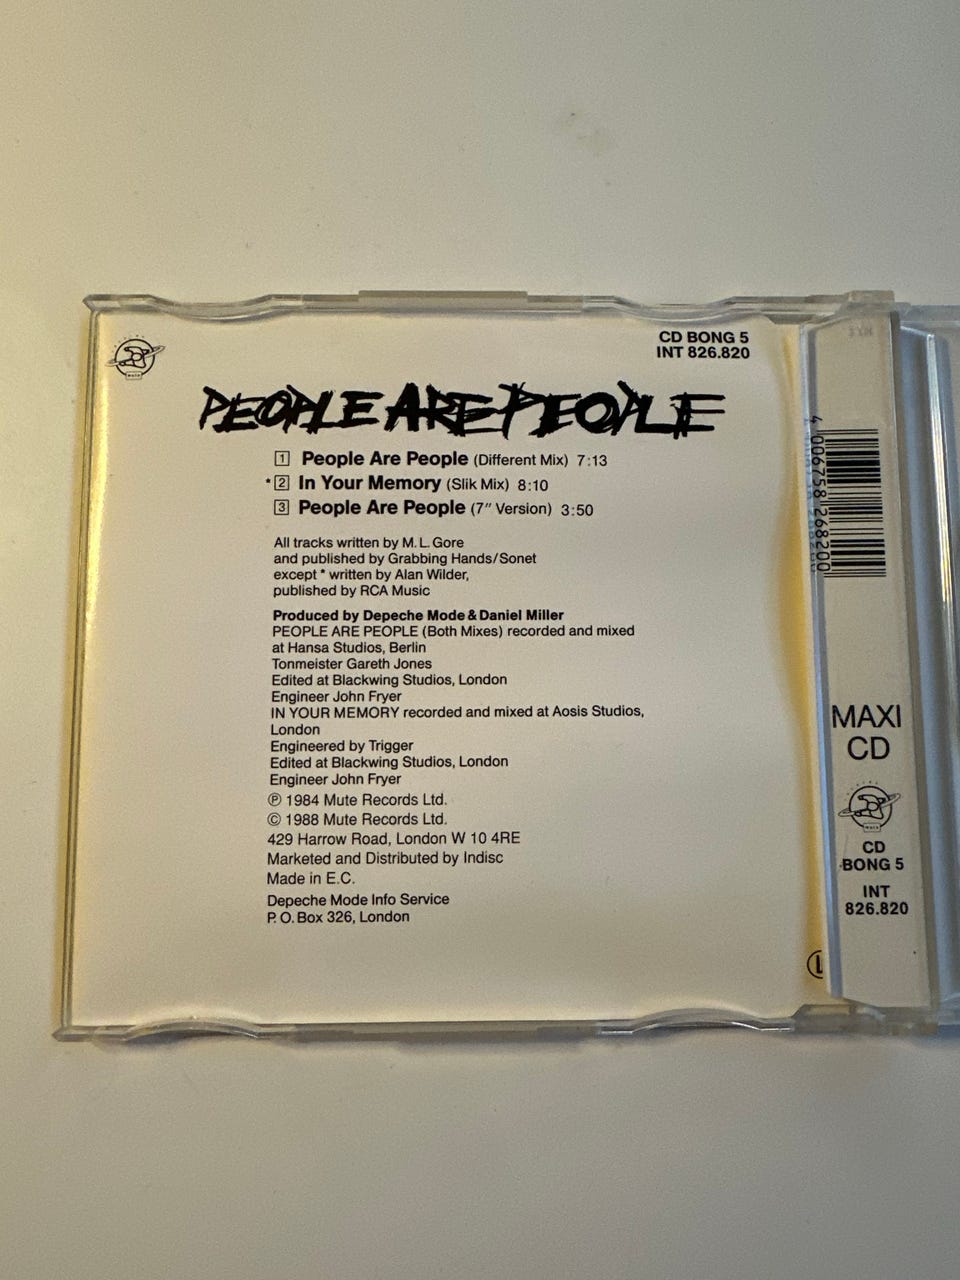 CD BONG 5
INT 826.820
PEOPLE ARE PEOPLE
1 People Are People (Different Mix) 7:13
*2 In Your Memory (Slik Mix) 8:10
3 People Are People (7" Version) 3:50
All tracks written by M. L. Gore
and published by Grabbing Hands/Sonet
except * written by Alan Wilder,
published by RCA Music
Produced by Depeche Mode & Daniel Miller
PEOPLE ARE PEOPLE (Both Mixes) recorded and mixed
at Hansa Studios, Berlin
Tonmeister Gareth Jones
Edited at Blackwing Studios, London
Engineer John Fryer
IN YOUR MEMORY recorded and mixed at Aosis Studios,
London
Engineered by Trigger
Edited at Blackwing Studios, London
Engineer John Fryer
℗ 1984 Mute Records Ltd.
© 1988 Mute Records Ltd.
429 Harrow Road, London W 10 4RE
Marketed and Distributed by Indisc
Made in E.C.
Depeche Mode Info Service
P. O. Box 326, London
4 006758 268200
MAXI
CD
CD
BONG 5
INT
826.820